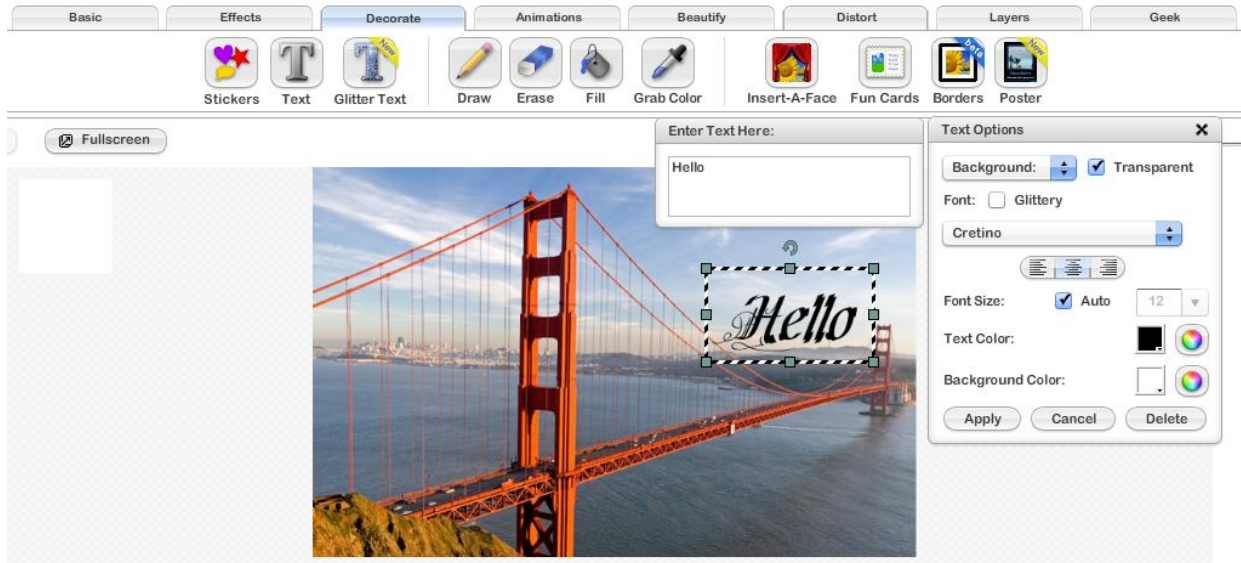 Basic Effects Decorate Animations Beautify Distort Layers Geek
New beta New
Stickers Text Glitter Text Draw Erase Fill Grab Color Insert-A-Face Fun Cards Borders Poster
Fullscreen
Enter Text Here:
Hello
Hello
Text Options
Background: Transparent
Font: Glittery
Cretino
Font Size: Auto 12
Text Color:
Background Color:
Apply Cancel Delete